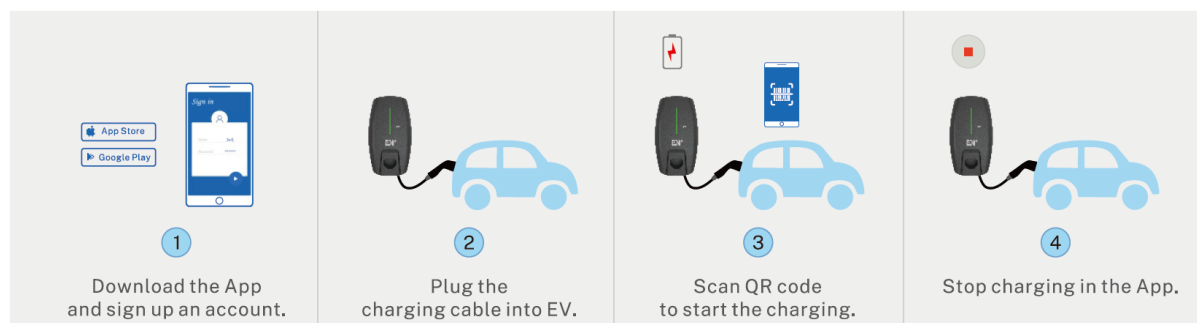 App Store
Google Play
Sign in
1
Download the App
and sign up an account.
2
Plug the
charging cable into EV.
3
Scan QR code
to start the charging.
4
Stop charging in the App.